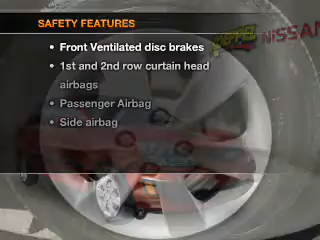 SAFETY FEATURES
• Front Ventilated disc brakes
• 1st and 2nd row curtain head
airbags
• Passenger Airbag
• Side airbag
NISSAN